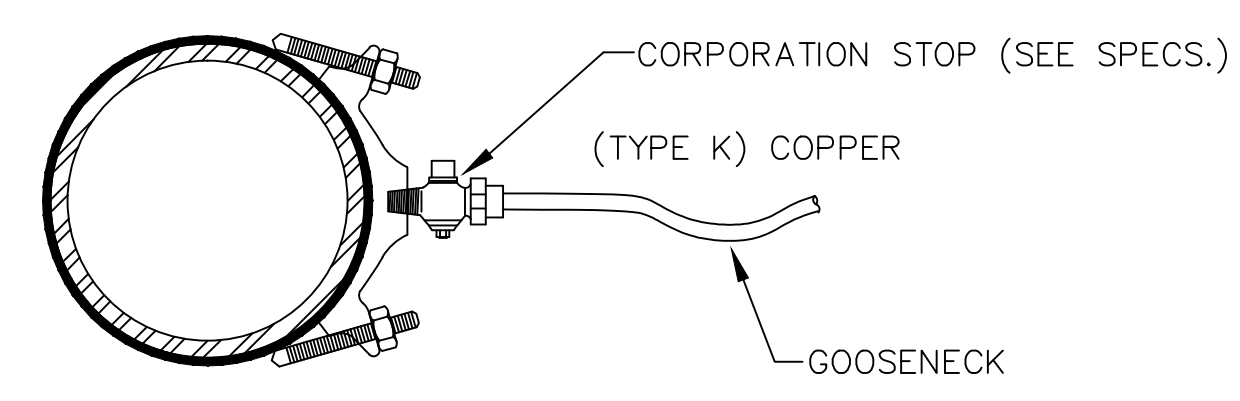 CORPORATION STOP (SEE SPECS.)
(TYPE K) COPPER
GOOSENECK